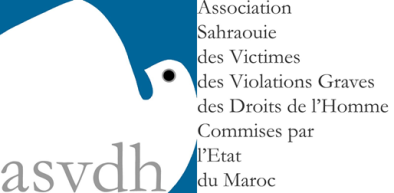 Association
Sahraouie
des Victimes
des Violations Graves
des Droits de l'Homme
Commises par
l'Etat
du Maroc
asvdh